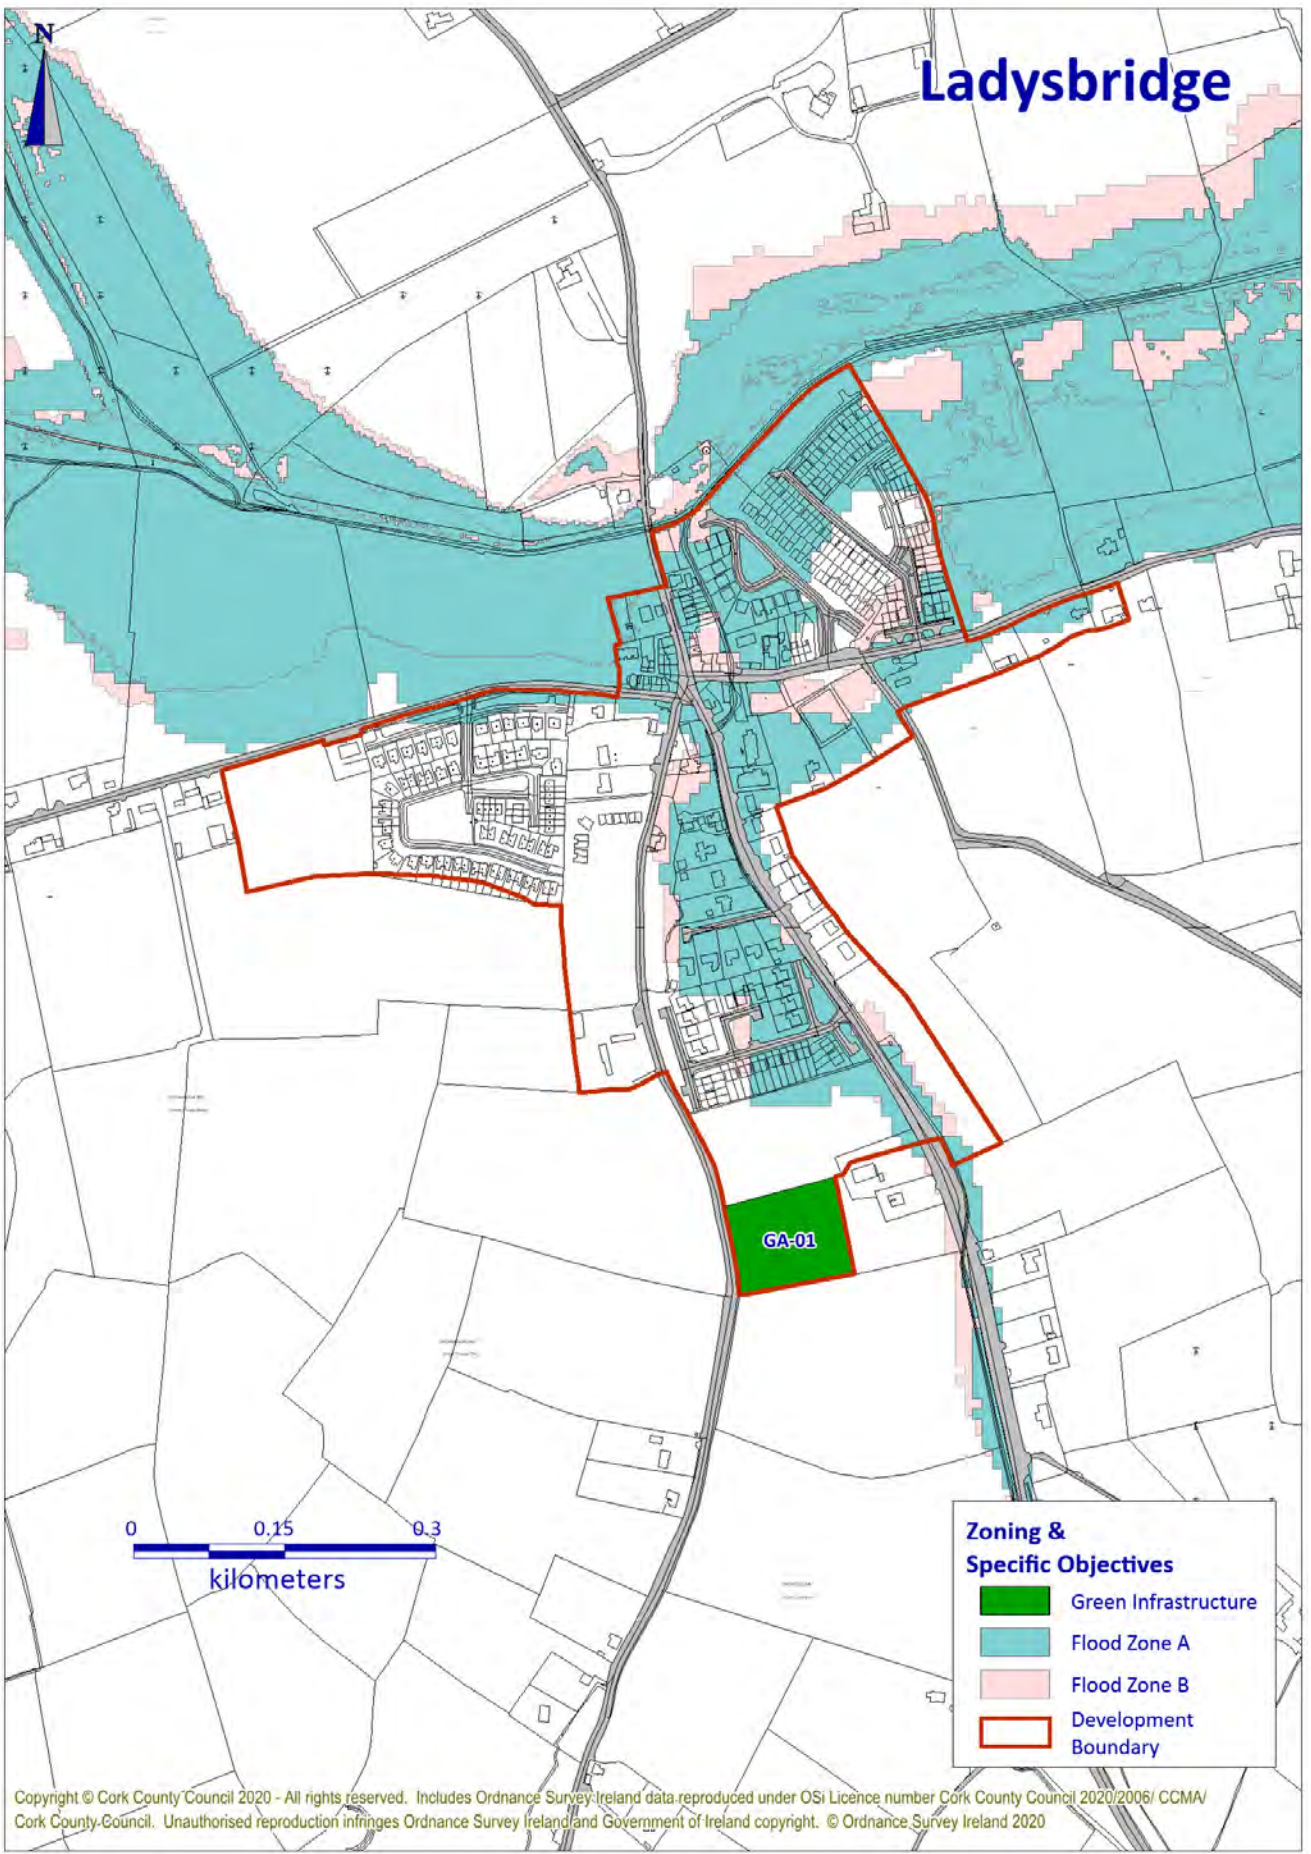 N
Ladysbridge
GA-01
0 0.15 0.3
kilometers
Zoning &
Specific Objectives
Green Infrastructure
Flood Zone A
Flood Zone B
Development
Boundary
Copyright © Cork County Council 2020 - All rights reserved. Includes Ordnance Survey Ireland data reproduced under OSi Licence number Cork County Council 2020/2006/ CCMA/
Cork County Council. Unauthorised reproduction infringes Ordnance Survey Ireland and Government of Ireland copyright. © Ordnance Survey Ireland 2020